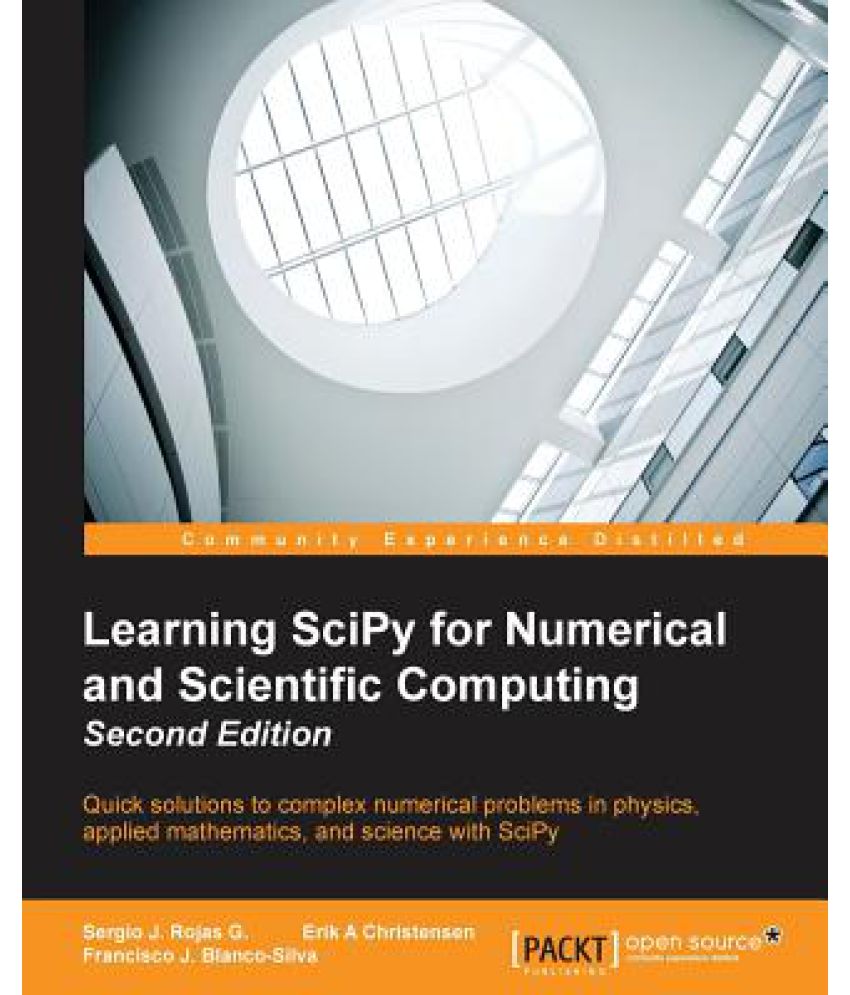 Community Experience Distilled
Learning SciPy for Numerical
and Scientific Computing
Second Edition
Quick solutions to complex numerical problems in physics,
applied mathematics, and science with SciPy
Sergio J. Rojas G. Erik A Christensen
Francisco J. Blanco-Silva
[PACKT] open source*
PUBLISHING